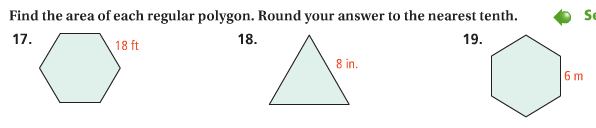 Find the area of each regular polygon. Round your answer to the nearest tenth.
17. 18 ft 18. 8 in. 19. 6 m